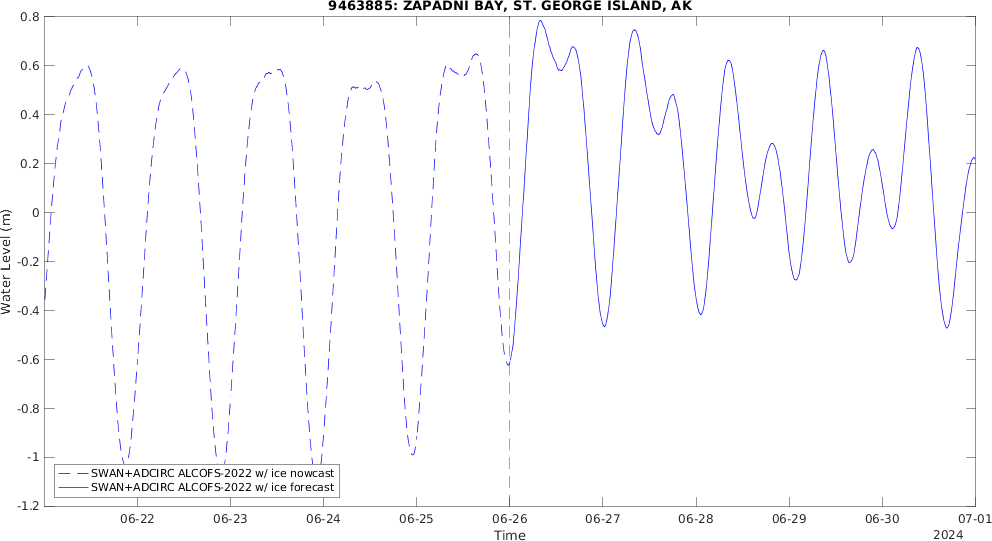 9463885: ZAPADNI BAY, ST. GEORGE ISLAND, AK
0.8
0.6
0.4
0.2
0
-0.2
-0.4
-0.6
-0.8
-1
-1.2
Water Level (m)
SWAN+ADCIRC ALCOFS-2022 w/ ice nowcast
SWAN+ADCIRC ALCOFS-2022 w/ ice forecast
06-22 06-23 06-24 06-25 06-26 06-27 06-28 06-29 06-30 07-01
Time
2024